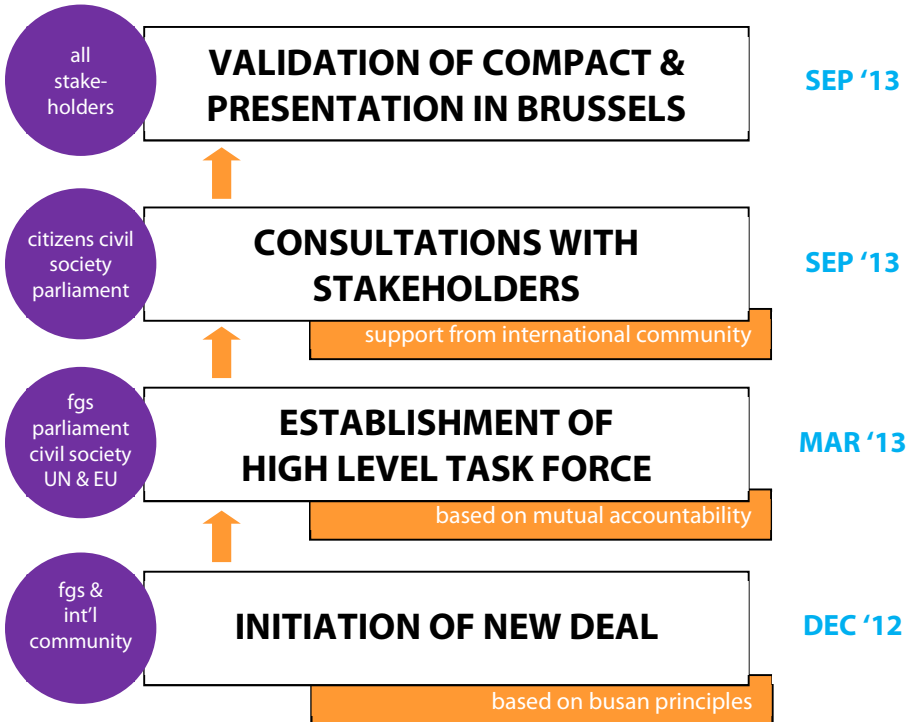 all
stake-
holders
VALIDATION OF COMPACT &
PRESENTATION IN BRUSSELS
SEP ‘13
citizens civil
society
parliament
CONSULTATIONS WITH
STAKEHOLDERS
SEP ‘13
support from international community
fgs
parliament
civil society
UN & EU
ESTABLISHMENT OF
HIGH LEVEL TASK FORCE
MAR ‘13
based on mutual accountability
fgs &
int’l
community
INITIATION OF NEW DEAL
DEC ‘12
based on busan principles